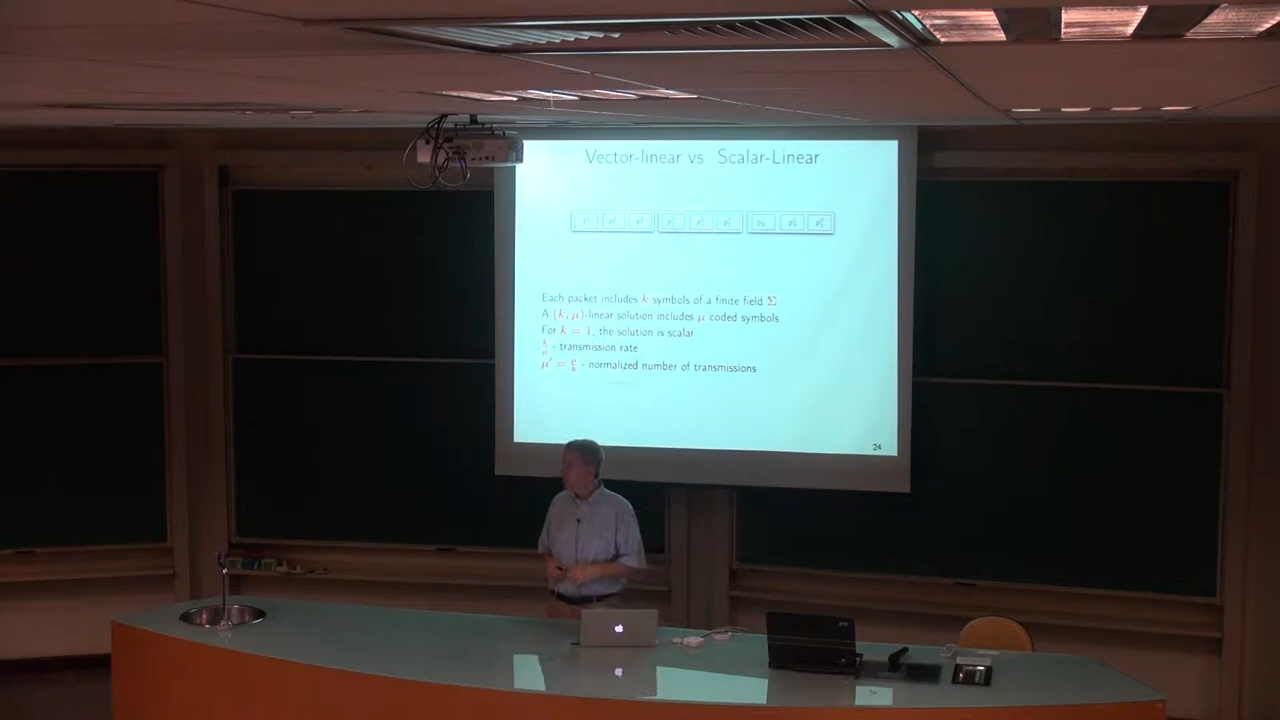 Vector-linear vs. Scalar-Linear
Each packet includes k symbols of a finite field Σ
A (k, μ)-linear solution includes μ coded symbols
For k = 1, the solution is scalar
k/μ - transmission rate
μ' = μ/k - normalized number of transmissions
24